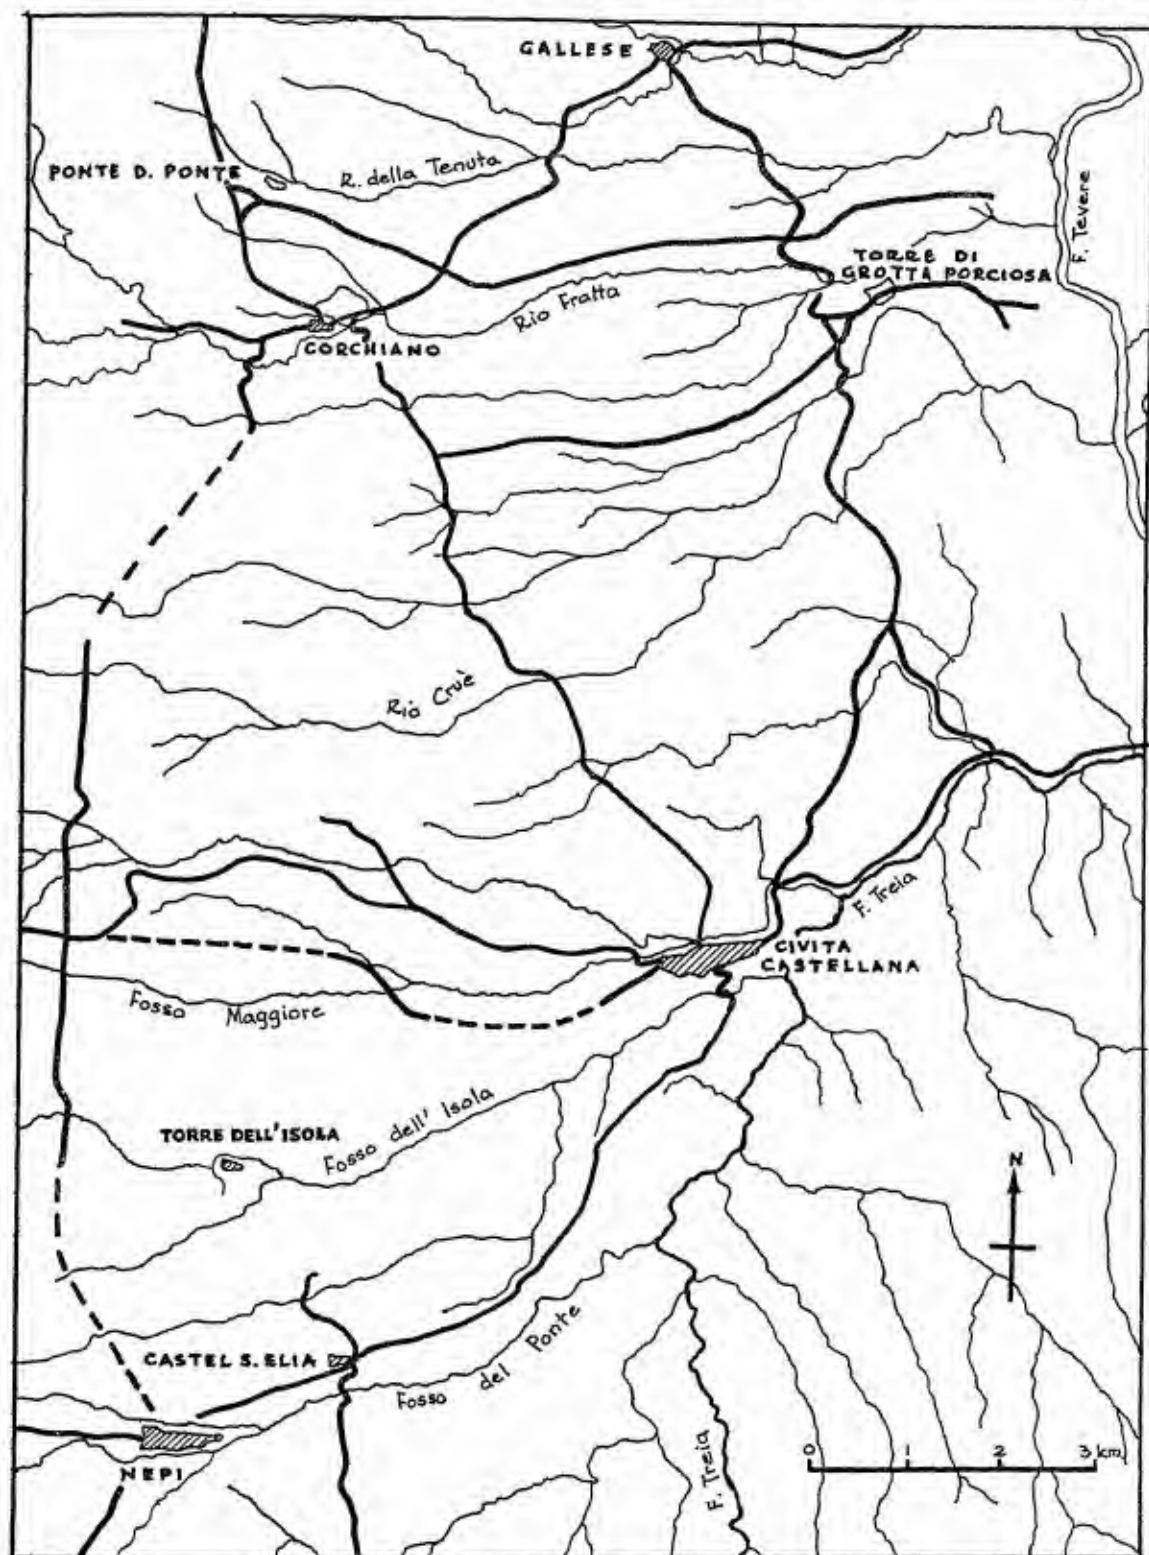 GALLESE
PONTE D. PONTE
R. della Tenuta
F. Tevere
TORRE DI
GROTTA PORCIOSA
Rio Fratta
CORCHIANO
Rio Cruè
F. Treia
CIVITA
CASTELLANA
Fosso Maggiore
Fosso dell' Isola
TORRE DELL'ISOLA
N
CASTEL S. ELIA
Fosso del Ponte
F. Treia
NEPI
0 1 2 3 km